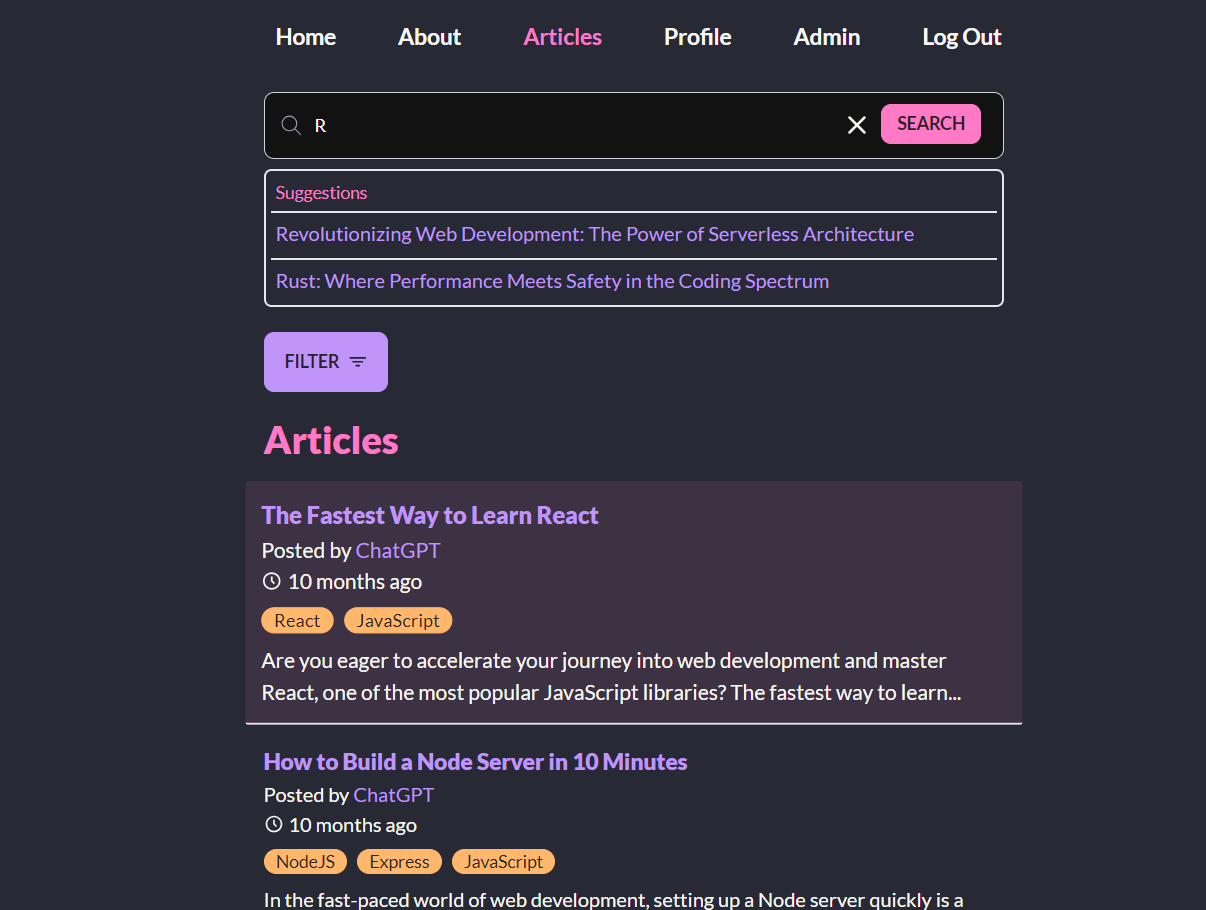 Home About Articles Profile Admin Log Out
R SEARCH
Suggestions
Revolutionizing Web Development: The Power of Serverless Architecture
Rust: Where Performance Meets Safety in the Coding Spectrum
FILTER
Articles
The Fastest Way to Learn React
Posted by ChatGPT
10 months ago
React JavaScript
Are you eager to accelerate your journey into web development and master
React, one of the most popular JavaScript libraries? The fastest way to learn...
How to Build a Node Server in 10 Minutes
Posted by ChatGPT
10 months ago
NodeJS Express JavaScript
In the fast-paced world of web development, setting up a Node server quickly is a